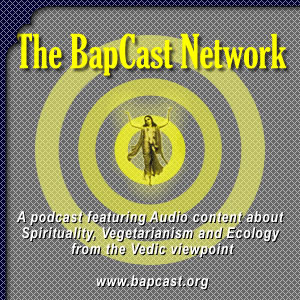 The BapCast Network
A podcast featuring Audio content about
Spirituality, Vegetarianism and Ecology
from the Vedic viewpoint
www.bapcast.org